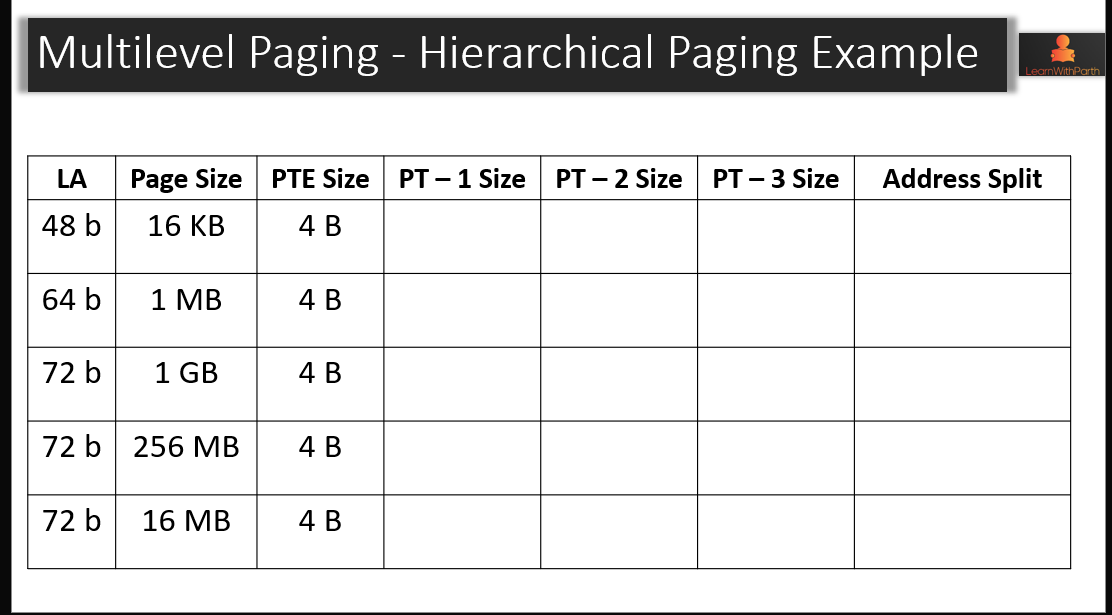 Multilevel Paging - Hierarchical Paging Example
LearnWithParth
LA Page Size PTE Size PT – 1 Size PT – 2 Size PT – 3 Size Address Split
48 b 16 KB 4 B
64 b 1 MB 4 B
72 b 1 GB 4 B
72 b 256 MB 4 B
72 b 16 MB 4 B